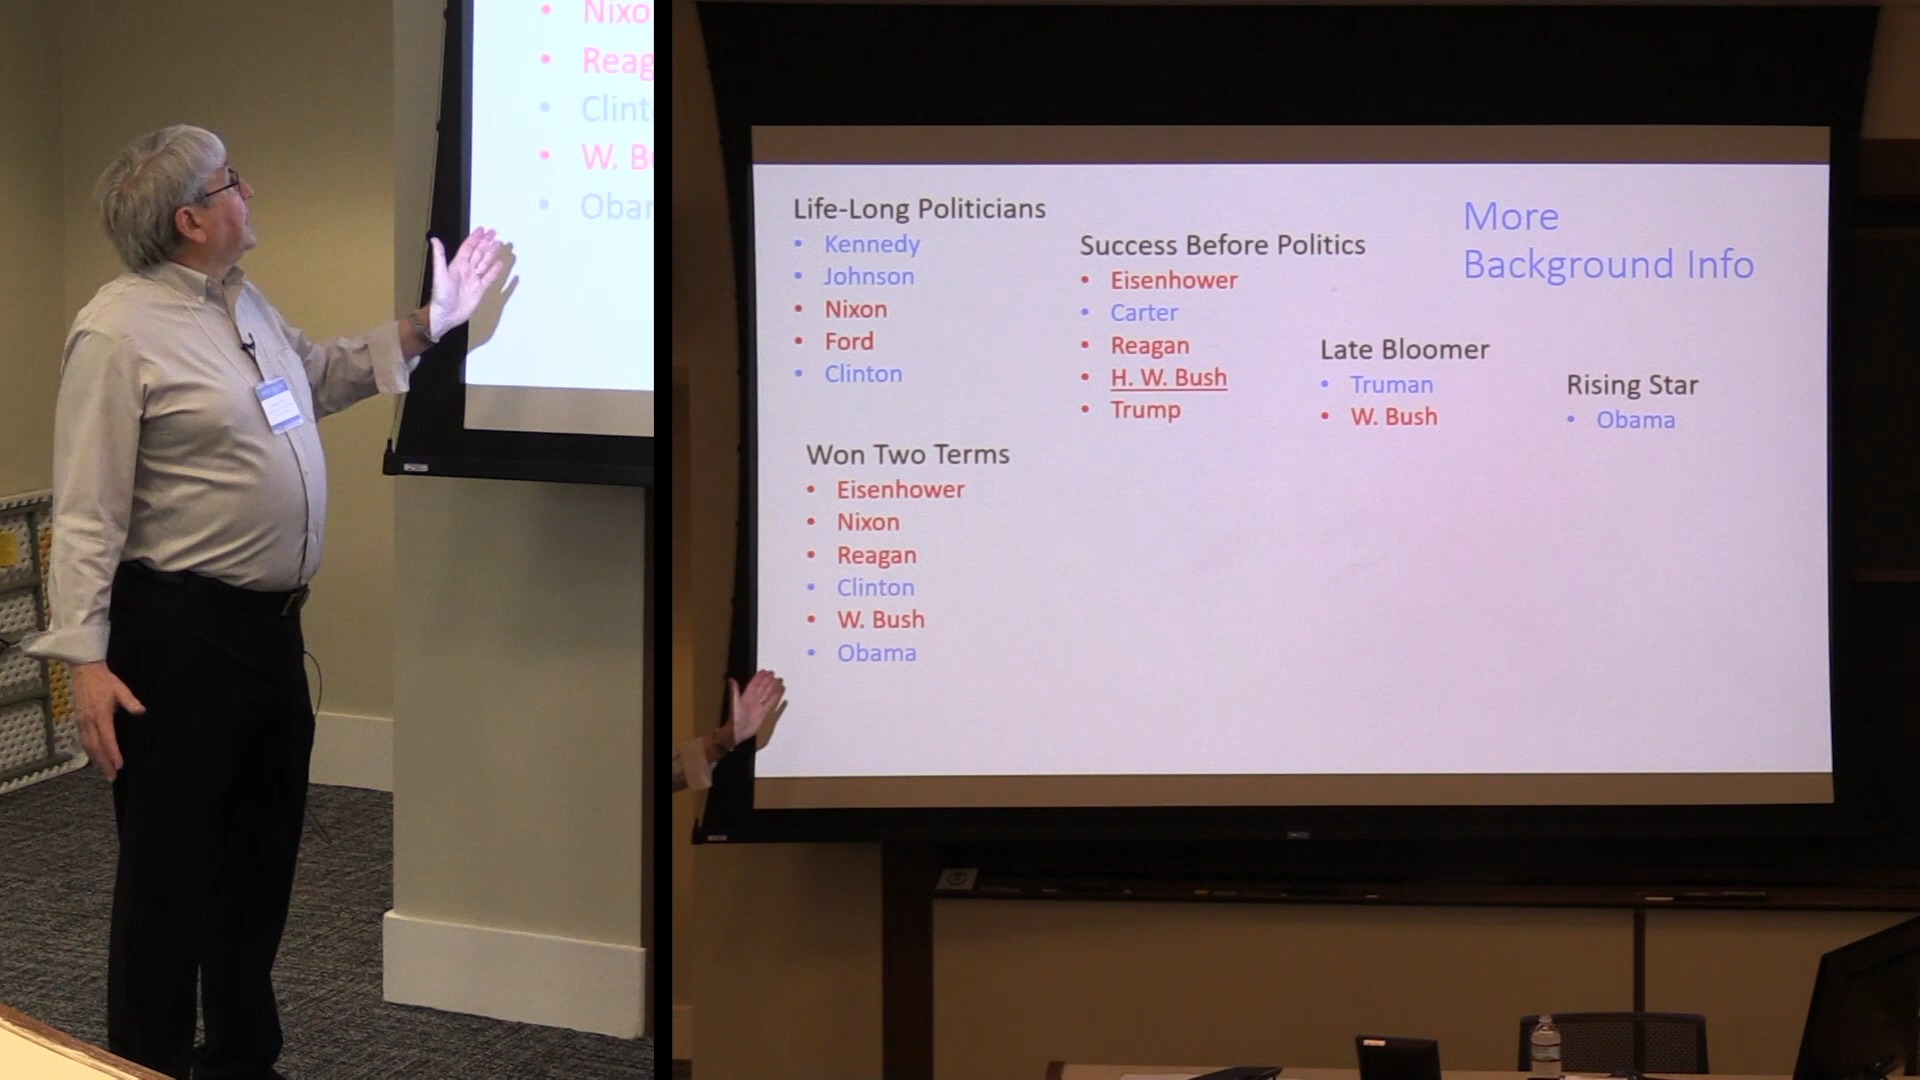 Nixo
Reag
Clint
W. B
Obar
Life-Long Politicians
• Kennedy
• Johnson
• Nixon
• Ford
• Clinton
Success Before Politics
• Eisenhower
• Carter
• Reagan
• H. W. Bush
• Trump
More
Background Info
Late Bloomer
• Truman
• W. Bush
Rising Star
• Obama
Won Two Terms
• Eisenhower
• Nixon
• Reagan
• Clinton
• W. Bush
• Obama